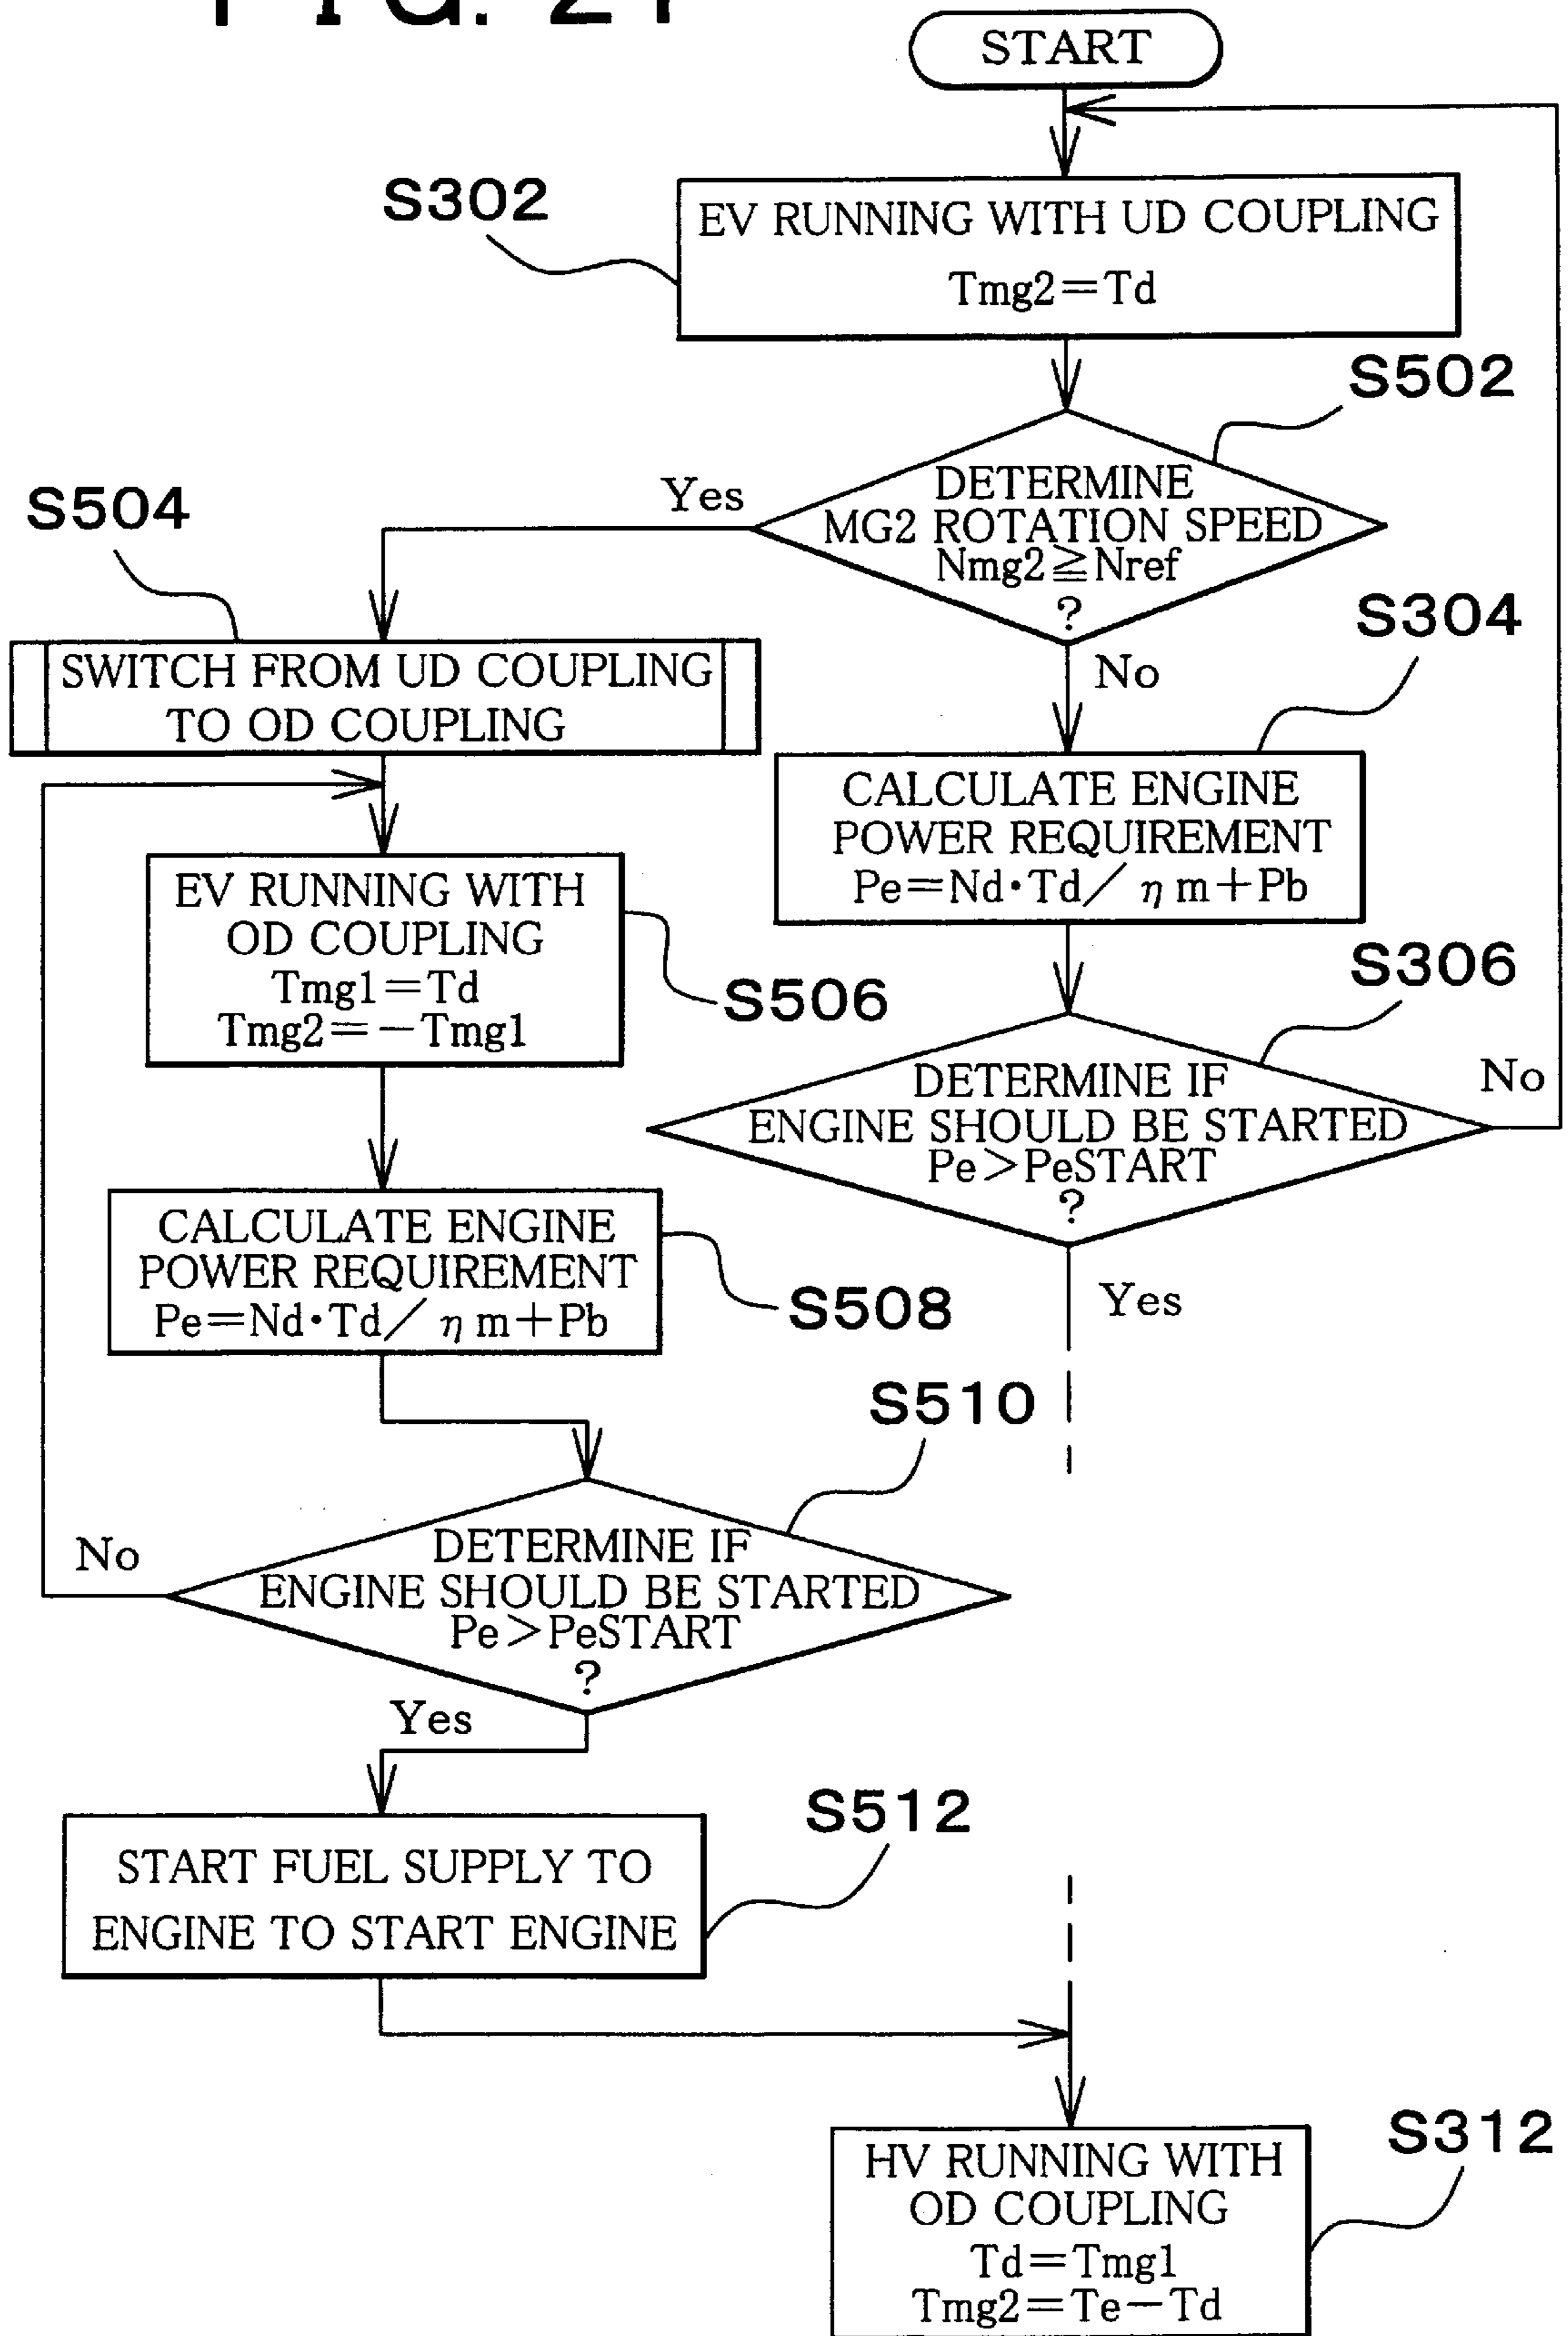 START
S302
EV RUNNING WITH UD COUPLING
Tmg2=Td
S502
DETERMINE
MG2 ROTATION SPEED
Nmg2≧Nref
?
Yes
No
S504
SWITCH FROM UD COUPLING
TO OD COUPLING
S304
CALCULATE ENGINE
POWER REQUIREMENT
Pe=Nd・Td/ηm+Pb
EV RUNNING WITH
OD COUPLING
Tmg1=Td
Tmg2=−Tmg1
S506
S306
DETERMINE IF
ENGINE SHOULD BE STARTED
Pe>PeSTART
?
No
Yes
CALCULATE ENGINE
POWER REQUIREMENT
Pe=Nd・Td/ηm+Pb
S508
S510
DETERMINE IF
ENGINE SHOULD BE STARTED
Pe>PeSTART
?
No
Yes
START FUEL SUPPLY TO
ENGINE TO START ENGINE
S512
HV RUNNING WITH
OD COUPLING
Td=Tmg1
Tmg2=Te−Td
S312